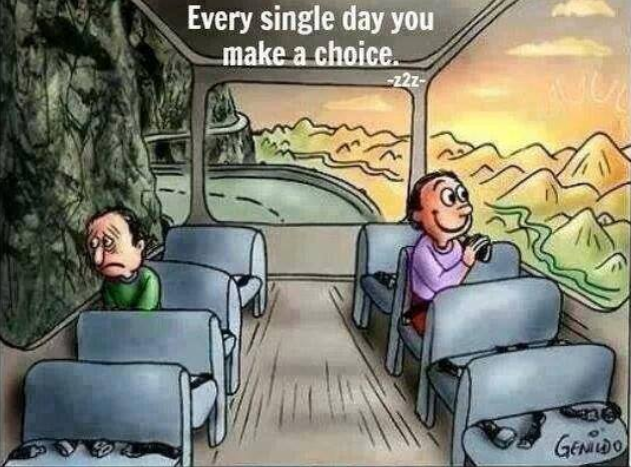 Every single day you
make a choice.
-z2z-
GENILDO